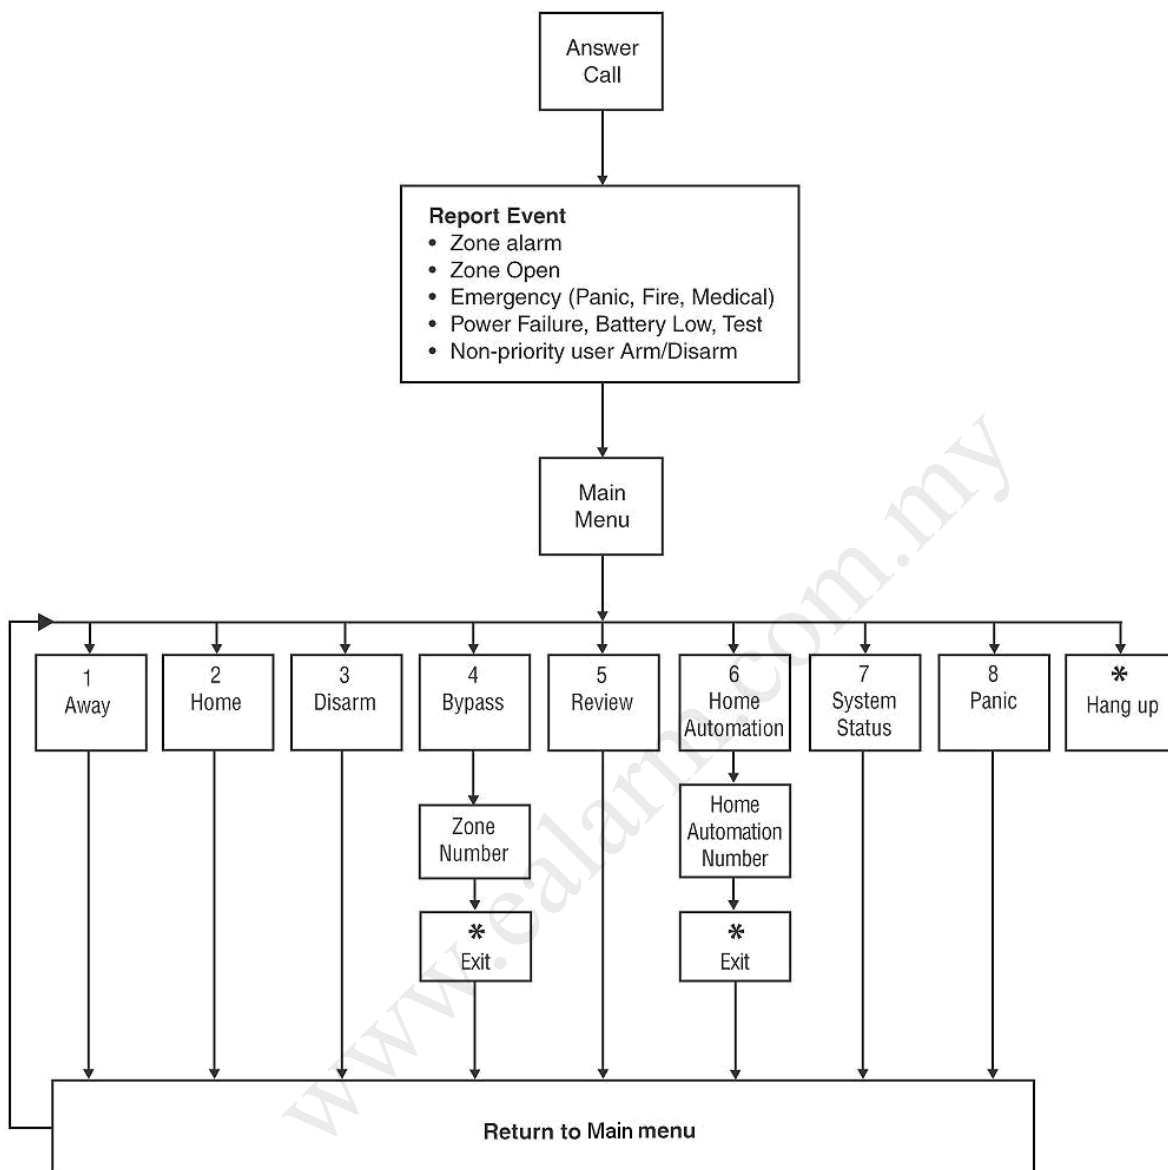 Answer
Call
Report Event
• Zone alarm
• Zone Open
• Emergency (Panic, Fire, Medical)
• Power Failure, Battery Low, Test
• Non-priority user Arm/Disarm
Main
Menu
1
Away
2
Home
3
Disarm
4
Bypass
5
Review
6
Home
Automation
7
System
Status
8
Panic
*
Hang up
Zone
Number
Home
Automation
Number
*
Exit
*
Exit
Return to Main menu
www.ealarm.com.my